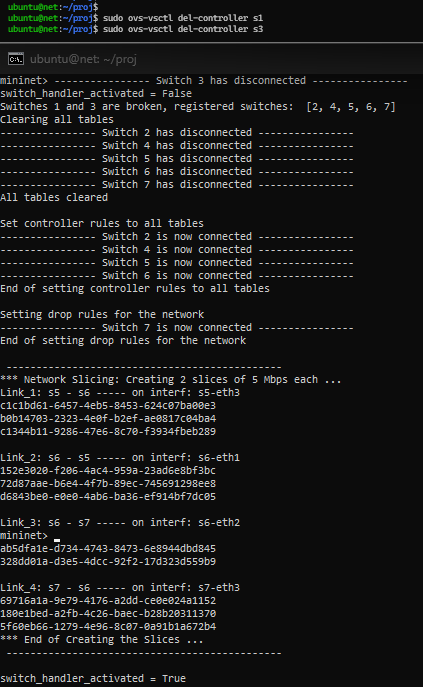 ubuntu@net:~/proj$
ubuntu@net:~/proj$ sudo ovs-vsctl del-controller s1
ubuntu@net:~/proj$ sudo ovs-vsctl del-controller s3
ubuntu@net: ~/proj
mininet> ---------------- Switch 3 has disconnected ----------------
switch_handler_activated = False
Switches 1 and 3 are broken, registered switches:  [2, 4, 5, 6, 7]
Clearing all tables
---------------- Switch 2 has disconnected ----------------
---------------- Switch 4 has disconnected ----------------
---------------- Switch 5 has disconnected ----------------
---------------- Switch 6 has disconnected ----------------
---------------- Switch 7 has disconnected ----------------
All tables cleared
Set controller rules to all tables
---------------- Switch 2 is now connected ----------------
---------------- Switch 4 is now connected ----------------
---------------- Switch 5 is now connected ----------------
---------------- Switch 6 is now connected ----------------
End of setting controller rules to all tables
Setting drop rules for the network
---------------- Switch 7 is now connected ----------------
End of setting drop rules for the network
---------------------------------------------
*** Network Slicing: Creating 2 slices of 5 Mbps each ...
Link_1: s5 - s6 ----- on interf: s5-eth3
c1c1bd61-6457-4eb5-8453-624c07ba00e3
b0b14703-2323-4e0f-b2ef-ae0817c04ba4
c1344b11-9286-47e6-8c70-f3934fbeb289
Link_2: s6 - s5 ----- on interf: s6-eth1
152e3020-f206-4ac4-959a-23ad6e8bf3bc
72d87aae-b6e4-4f7b-89ec-745691298ee8
d6843be0-e0e0-4ab6-ba36-ef914bf7dc05
Link_3: s6 - s7 ----- on interf: s6-eth2
mininet>
ab5dfa1e-d734-4743-8473-6e8944dbd845
328dd01a-d3e5-4dcc-92f2-17d323d559b9
Link_4: s7 - s6 ----- on interf: s7-eth3
69716a1a-9e79-4176-a2dd-ce0e024a1152
180e1bed-a2fb-4c26-baec-b28b20311370
5f60eb66-1279-4e96-8c07-0a91b1a672b4
*** End of Creating the Slices ...
---------------------------------------------
switch_handler_activated = True